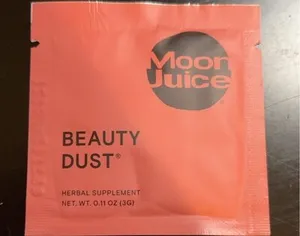 Moon
Juice
BEAUTY
DUST®
HERBAL SUPPLEMENT
NET. WT. 0.11 OZ (3G)